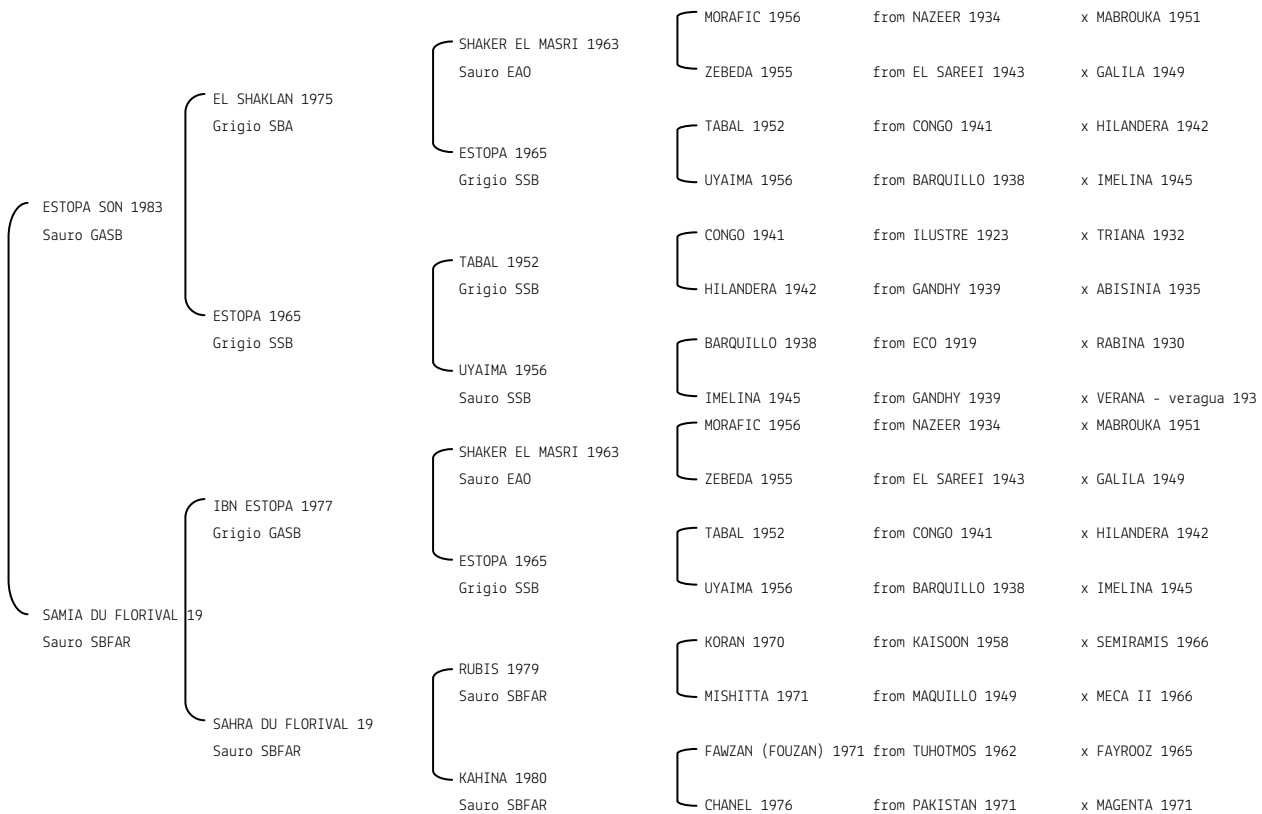 MORAFIC 1956 from NAZEER 1934 x MABROUKA 1951
SHAKER EL MASRI 1963
Sauro EAO ZEBEDA 1955 from EL SAREEI 1943 x GALILA 1949
EL SHAKLAN 1975
Grigio SBA TABAL 1952 from CONGO 1941 x HILANDERA 1942
ESTOPA 1965
Grigio SSB UYAIMA 1956 from BARQUILLO 1938 x IMELINA 1945
ESTOPA SON 1983
Sauro GASB CONGO 1941 from ILUSTRE 1923 x TRIANA 1932
TABAL 1952
Grigio SSB HILANDERA 1942 from GANDHY 1939 x ABISINIA 1935
ESTOPA 1965
Grigio SSB BARQUILLO 1938 from ECO 1919 x RABINA 1930
UYAIMA 1956
Sauro SSB IMELINA 1945 from GANDHY 1939 x VERANA - veragua 193
MORAFIC 1956 from NAZEER 1934 x MABROUKA 1951
SHAKER EL MASRI 1963
Sauro EAO ZEBEDA 1955 from EL SAREEI 1943 x GALILA 1949
IBN ESTOPA 1977
Grigio GASB TABAL 1952 from CONGO 1941 x HILANDERA 1942
ESTOPA 1965
Grigio SSB UYAIMA 1956 from BARQUILLO 1938 x IMELINA 1945
SAMIA DU FLORIVAL 19
Sauro SBFAR KORAN 1970 from KAISOON 1958 x SEMIRAMIS 1966
RUBIS 1979
Sauro SBFAR MISHITTA 1971 from MAQUILLO 1949 x MECA II 1966
SAHRA DU FLORIVAL 19
Sauro SBFAR FAWZAN (FOUZAN) 1971 from TUHOTMOS 1962 x FAYROOZ 1965
KAHINA 1980
Sauro SBFAR CHANEL 1976 from PAKISTAN 1971 x MAGENTA 1971